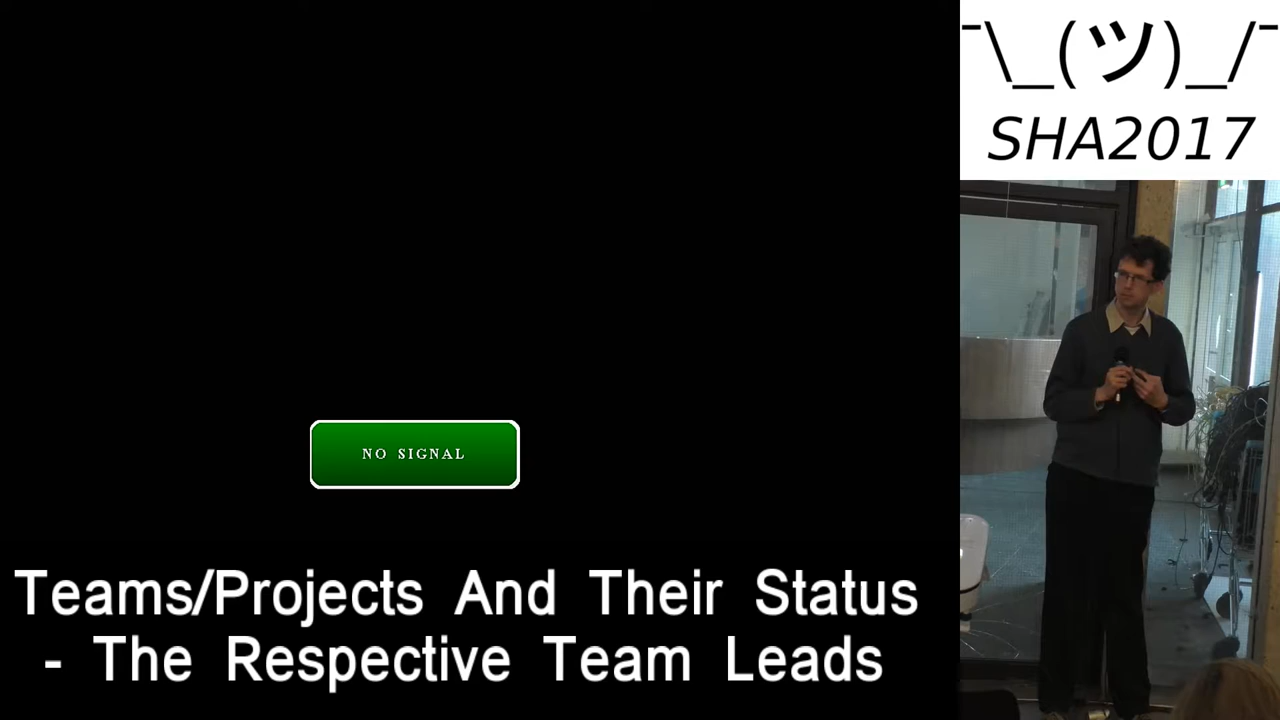 ¯\_(ツ)_/¯
SHA2017
NO SIGNAL
Teams/Projects And Their Status
- The Respective Team Leads